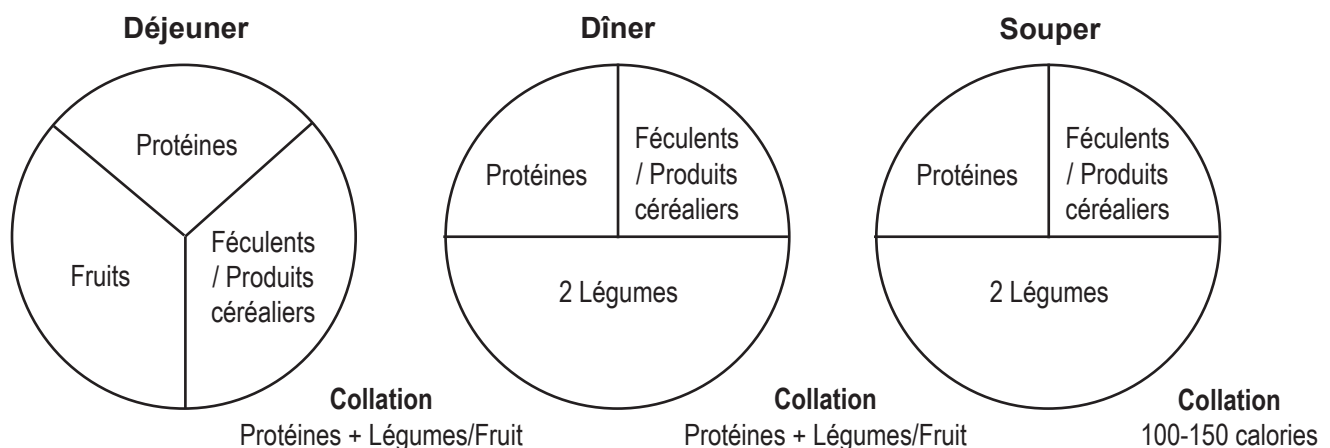 Déjeuner
Protéines
Fruits
Féculents
/ Produits
céréaliers
Collation
Protéines + Légumes/Fruit
Dîner
Protéines
Féculents
/ Produits
céréaliers
2 Légumes
Collation
Protéines + Légumes/Fruit
Souper
Protéines
Féculents
/ Produits
céréaliers
2 Légumes
Collation
100-150 calories